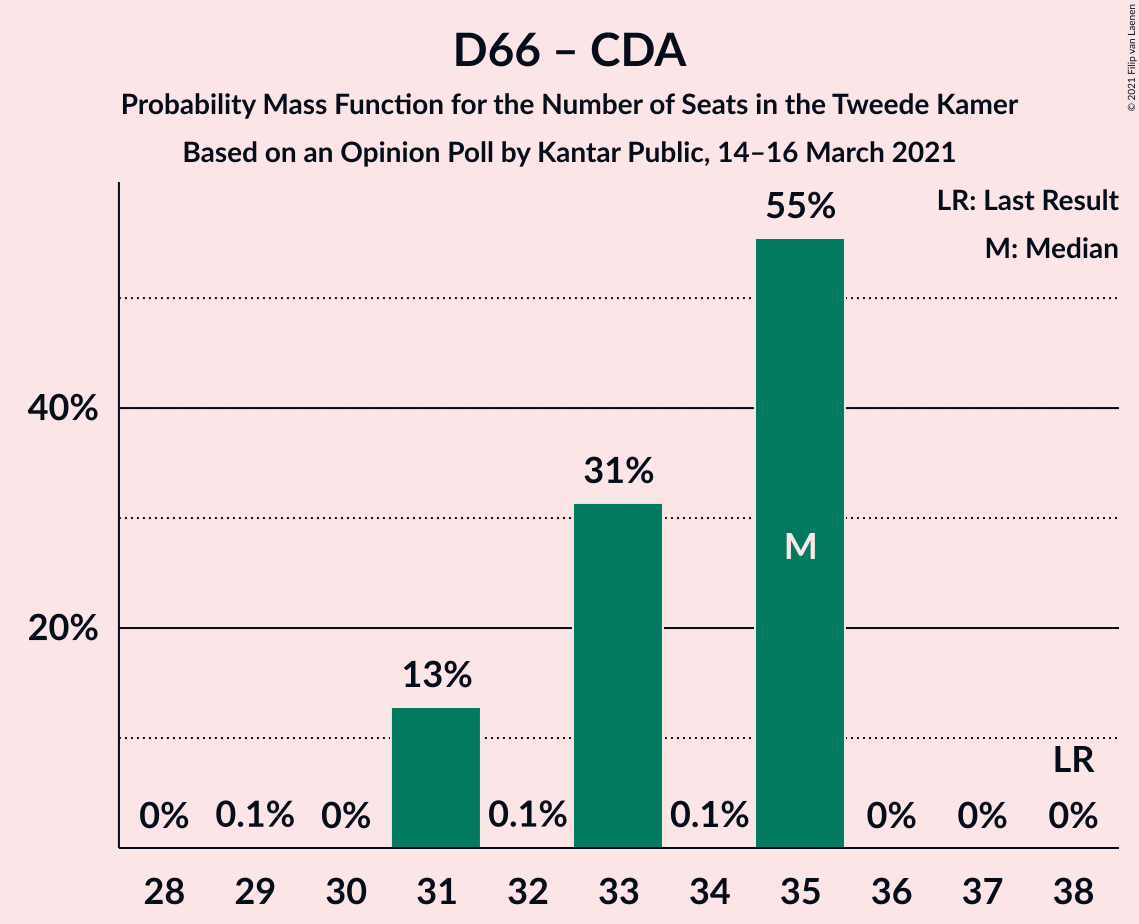 D66 – CDA
Probability Mass Function for the Number of Seats in the Tweede Kamer
Based on an Opinion Poll by Kantar Public, 14–16 March 2021
© 2021 Filip van Laenen
LR: Last Result
M: Median
55%
40%
31%
M
20%
13%
LR
0% 0.1% 0% 0.1% 0.1% 0% 0% 0%
28 29 30 31 32 33 34 35 36 37 38